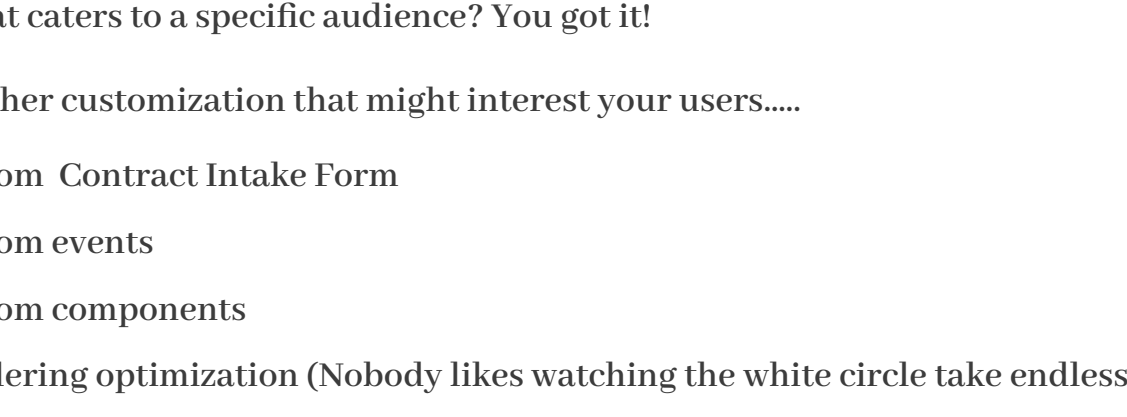 at caters to a specific audience? You got it!
her customization that might interest your users.....
om Contract Intake Form
om events
om components
lering optimization (Nobody likes watching the white circle take endless